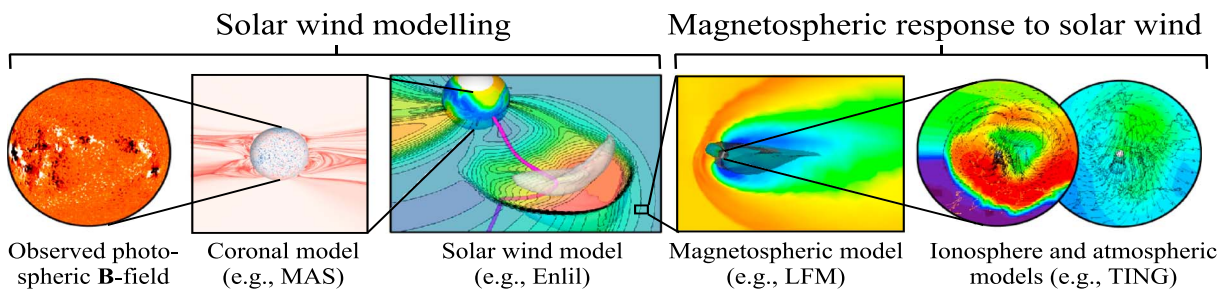 Solar wind modelling
Magnetospheric response to solar wind
Observed photo-
spheric B-field
Coronal model
(e.g., MAS)
Solar wind model
(e.g., Enlil)
Magnetospheric model
(e.g., LFM)
Ionosphere and atmospheric
models (e.g., TING)